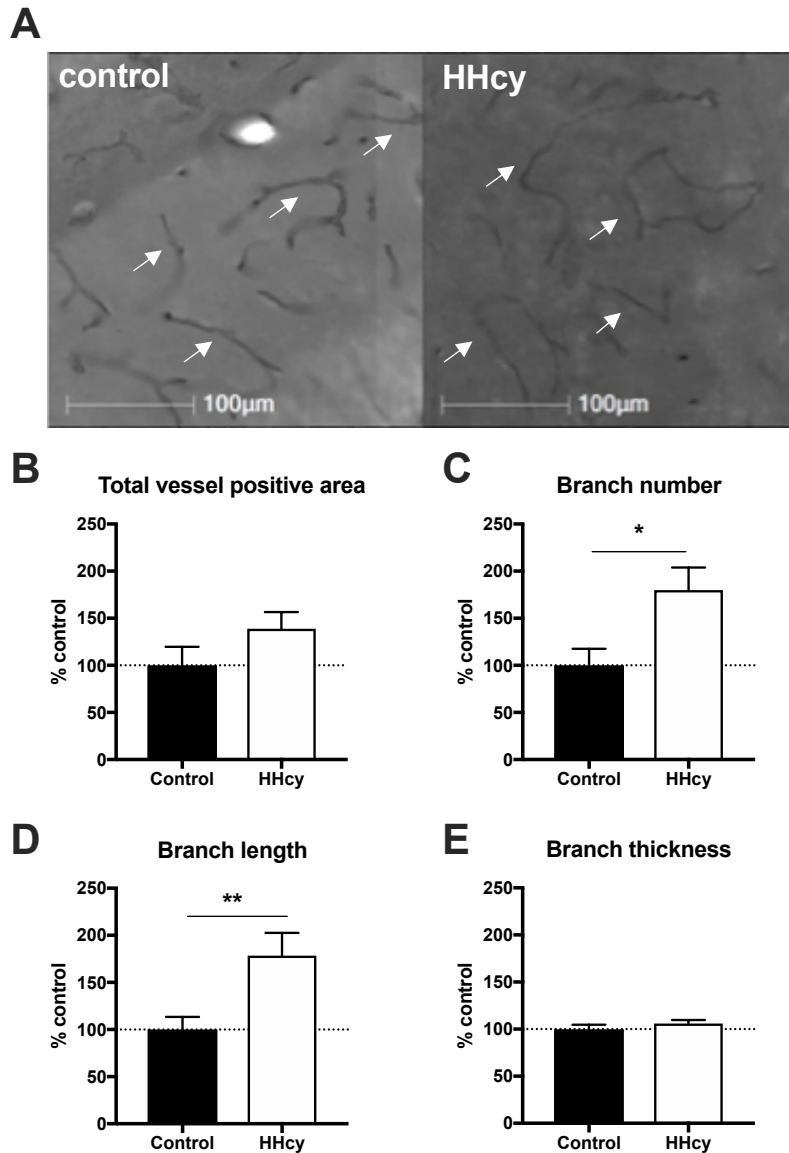 A
control
HHcy
100μm
100μm
B
Total vessel positive area
% control
250
200
150
100
50
0
Control
HHcy
C
Branch number
% control
250
200
150
100
50
0
*
Control
HHcy
D
Branch length
% control
250
200
150
100
50
0
**
Control
HHcy
E
Branch thickness
% control
250
200
150
100
50
0
Control
HHcy